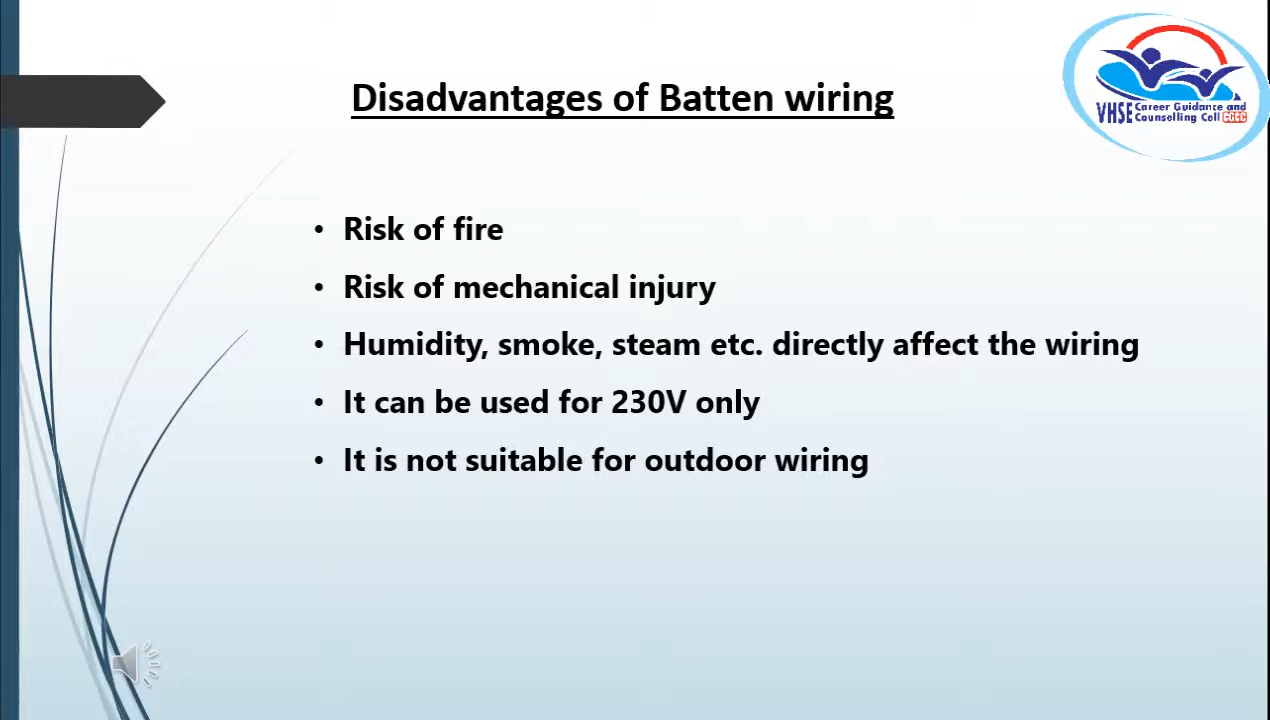 Disadvantages of Batten wiring
VHSE Career Guidance and
Counselling Cell CGCC
• Risk of fire
• Risk of mechanical injury
• Humidity, smoke, steam etc. directly affect the wiring
• It can be used for 230V only
• It is not suitable for outdoor wiring